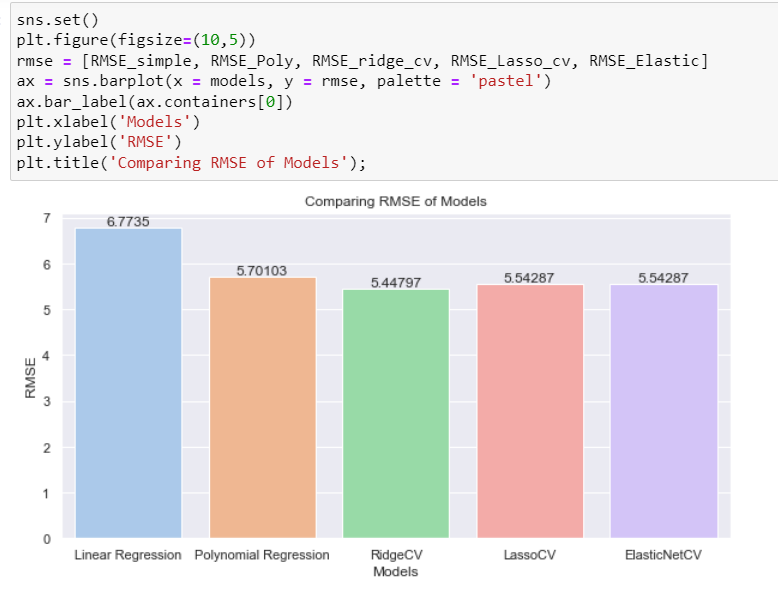 sns.set()
plt.figure(figsize=(10,5))
rmse = [RMSE_simple, RMSE_Poly, RMSE_ridge_cv, RMSE_Lasso_cv, RMSE_Elastic]
ax = sns.barplot(x = models, y = rmse, palette = 'pastel')
ax.bar_label(ax.containers[0])
plt.xlabel('Models')
plt.ylabel('RMSE')
plt.title('Comparing RMSE of Models');
Comparing RMSE of Models
7
6
5
4
3
2
1
0
RMSE
6.7735
5.70103
5.44797
5.54287
5.54287
Linear Regression
Polynomial Regression
RidgeCV
LassoCV
ElasticNetCV
Models